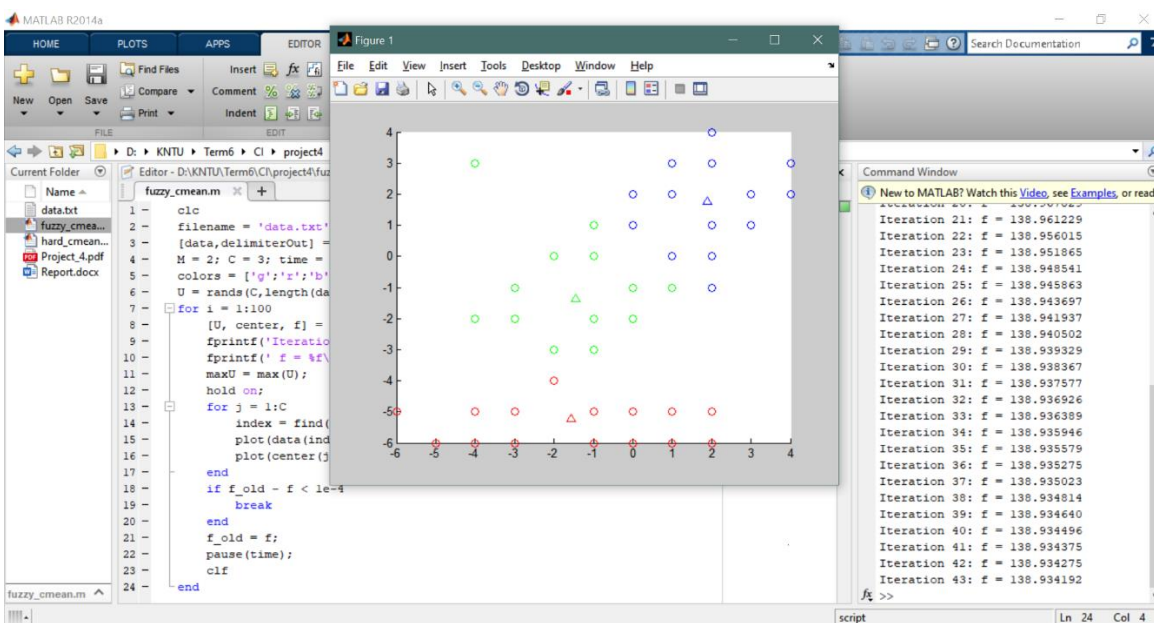 MATLAB R2014a
HOME PLOTS APPS EDITOR
Search Documentation
New Open Save
Find Files
Compare
Print
Insert
Comment
Indent
FILE EDIT
D: KNTU Term6 CI project4
Current Folder
Name
data.txt
fuzzy_cmea...
hard_cmean...
Project_4.pdf
Report.docx
fuzzy_cmean.m
Editor - D:\KNTU\Term6\CI\project4\fuz
fuzzy_cmean.m
1 - clc
2 - filename = 'data.txt'
3 - [data,delimiterOut] =
4 - M = 2; C = 3; time =
5 - colors = ['g';'r';'b'
6 - U = rands(C,length(da
7 - for i = 1:100
8 - [U, center, f] =
9 - fprintf('Iteratio
10 - fprintf(' f = %f\
11 - maxU = max(U);
12 - hold on;
13 - for j = 1:C
14 - index = find(
15 - plot(data(ind
16 - plot(center(j
17 - end
18 - if f_old - f < 1e-4
19 - break
20 - end
21 - f_old = f;
22 - pause(time);
23 - clf
24 - end
Figure 1
File Edit View Insert Tools Desktop Window Help
4
3
2
1
0
-1
-2
-3
-4
-5
-6
-6 -5 -4 -3 -2 -1 0 1 2 3 4
Command Window
New to MATLAB? Watch this Video, see Examples, or read
Iteration 21: f = 138.961229
Iteration 22: f = 138.956015
Iteration 23: f = 138.951865
Iteration 24: f = 138.948541
Iteration 25: f = 138.945863
Iteration 26: f = 138.943697
Iteration 27: f = 138.941937
Iteration 28: f = 138.940502
Iteration 29: f = 138.939329
Iteration 30: f = 138.938367
Iteration 31: f = 138.937577
Iteration 32: f = 138.936926
Iteration 33: f = 138.936389
Iteration 34: f = 138.935946
Iteration 35: f = 138.935579
Iteration 36: f = 138.935275
Iteration 37: f = 138.935023
Iteration 38: f = 138.934814
Iteration 39: f = 138.934640
Iteration 40: f = 138.934496
Iteration 41: f = 138.934375
Iteration 42: f = 138.934275
Iteration 43: f = 138.934192
fx >>
script Ln 24 Col 4